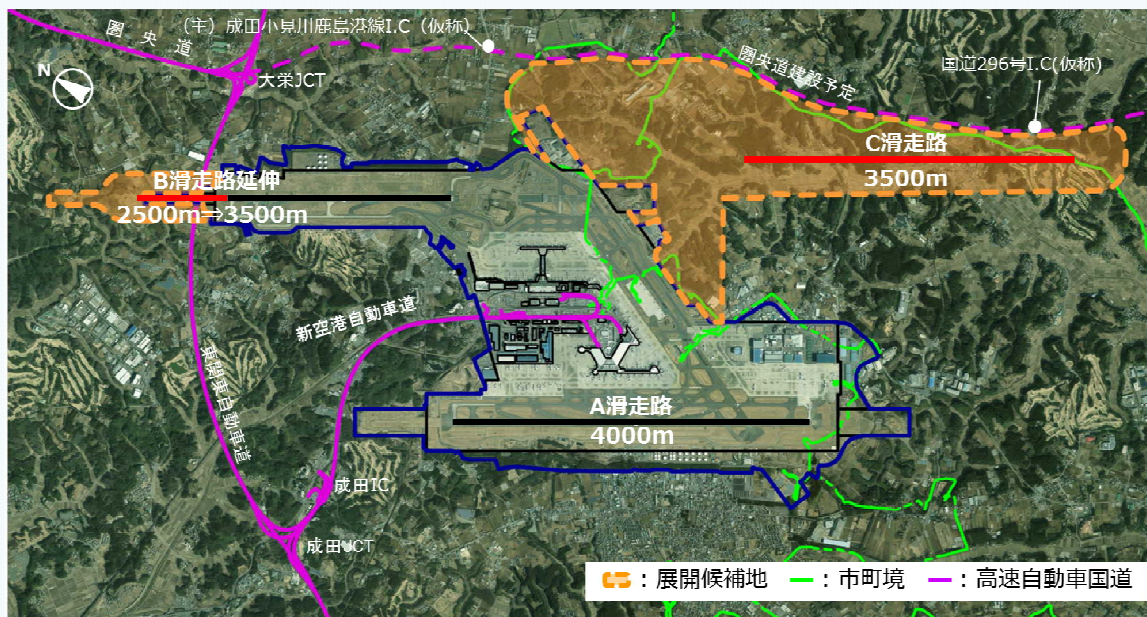 圏央道
(主)成田小見川鹿島港線I.C(仮称)
N
大栄JCT
圏央道建設予定
国道296号I.C(仮称)
C滑走路
3500m
B滑走路延伸
2500m⇒3500m
新空港自動車道
東関東自動車道
A滑走路
4000m
成田IC
成田JCT
:展開候補地 :市町境 :高速自動車国道